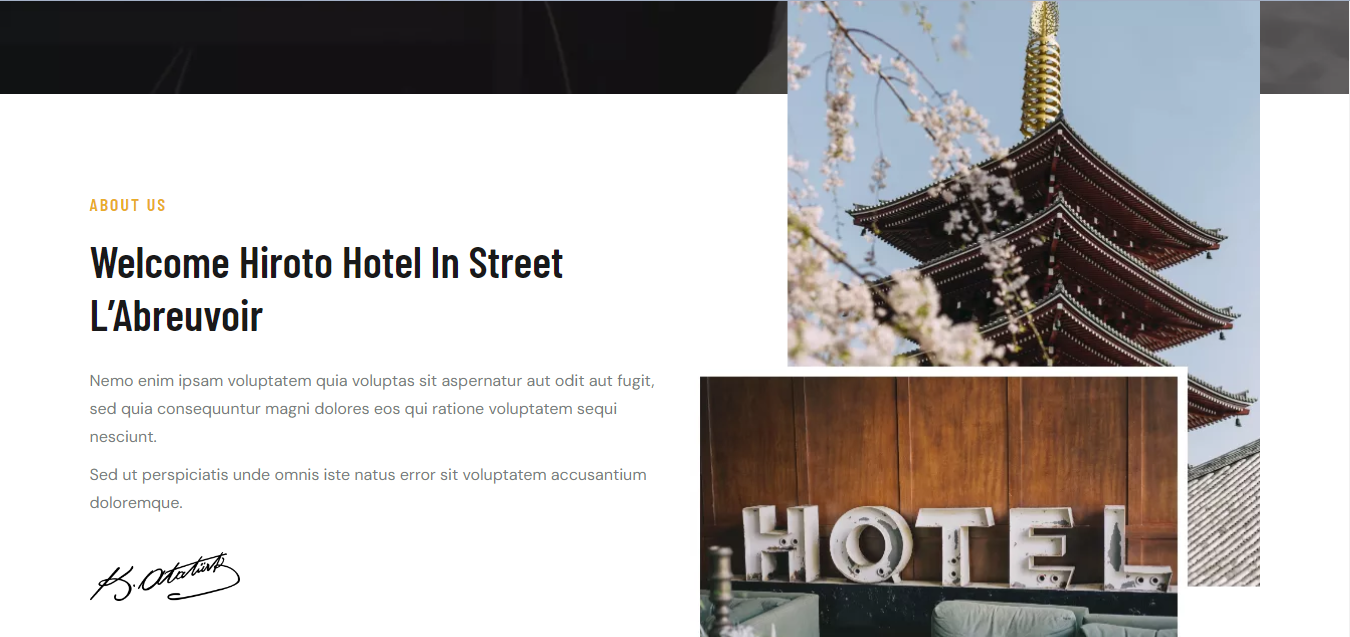 ABOUT US
Welcome Hiroto Hotel In Street
L’Abreuvoir
Nemo enim ipsam voluptatem quia voluptas sit aspernatur aut odit aut fugit,
sed quia consequuntur magni dolores eos qui ratione voluptatem sequi
nesciunt.
Sed ut perspiciatis unde omnis iste natus error sit voluptatem accusantium
doloremque.
K. Atatürk
HOTEL